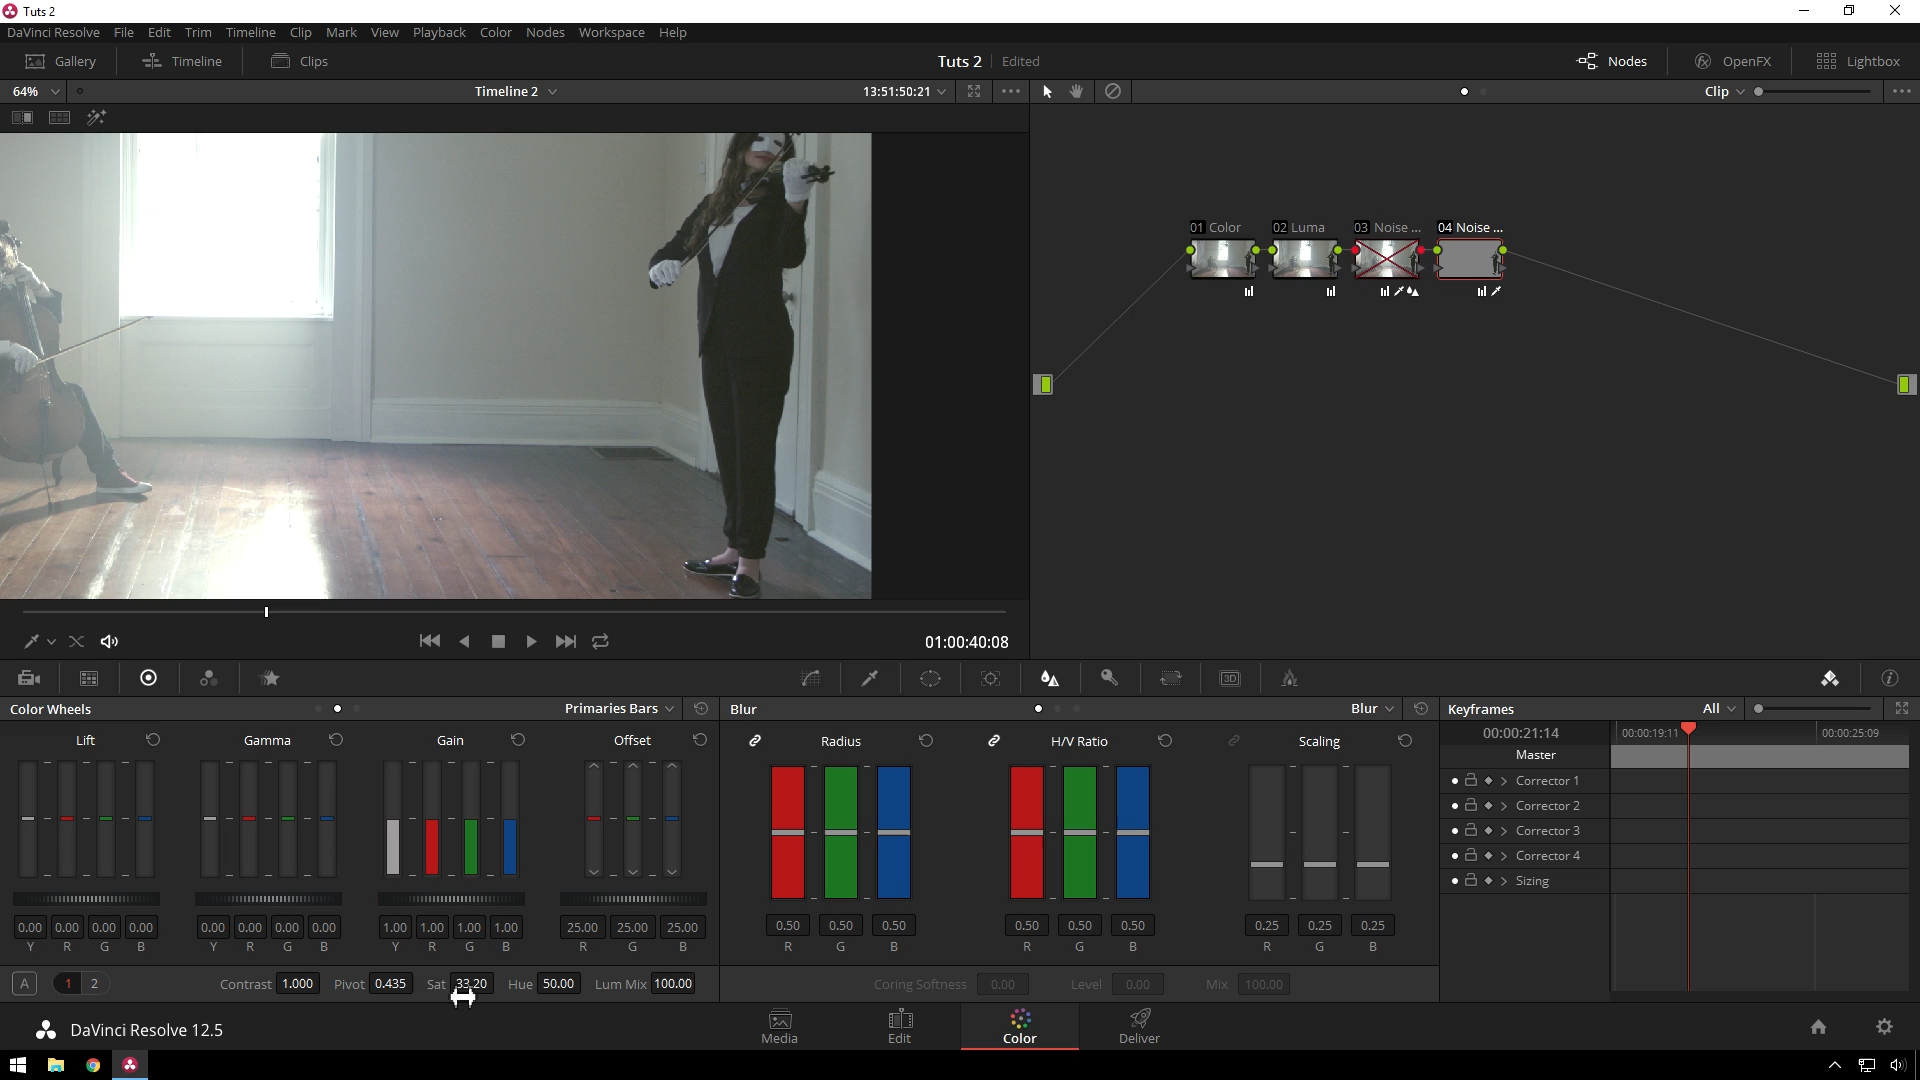 Tuts 2
DaVinci Resolve File Edit Trim Timeline Clip Mark View Playback Color Nodes Workspace Help
Gallery Timeline Clips Tuts 2 Edited Nodes OpenFX Lightbox
64% Timeline 2 13:51:50:21 Clip
01 Color 02 Luma 03 Noise ... 04 Noise ...
01:00:40:08
3D
Color Wheels Primaries Bars Blur Blur Keyframes All
Lift Gamma Gain Offset Radius H/V Ratio Scaling 00:00:21:14 00:00:19:11 00:00:25:09
Master
Corrector 1
Corrector 2
Corrector 3
Corrector 4
Sizing
0.00 0.00 0.00 0.00 0.00 0.00 0.00 0.00 1.00 1.00 1.00 1.00 25.00 25.00 25.00 0.50 0.50 0.50 0.50 0.50 0.50 0.25 0.25 0.25
Y R G B Y R G B Y R G B R G B R G B R G B R G B
A 1 2 Contrast 1.000 Pivot 0.435 Sat 33.20 Hue 50.00 Lum Mix 100.00 Coring Softness 0.00 Level 0.00 Mix 100.00
DaVinci Resolve 12.5 Media Edit Color Deliver